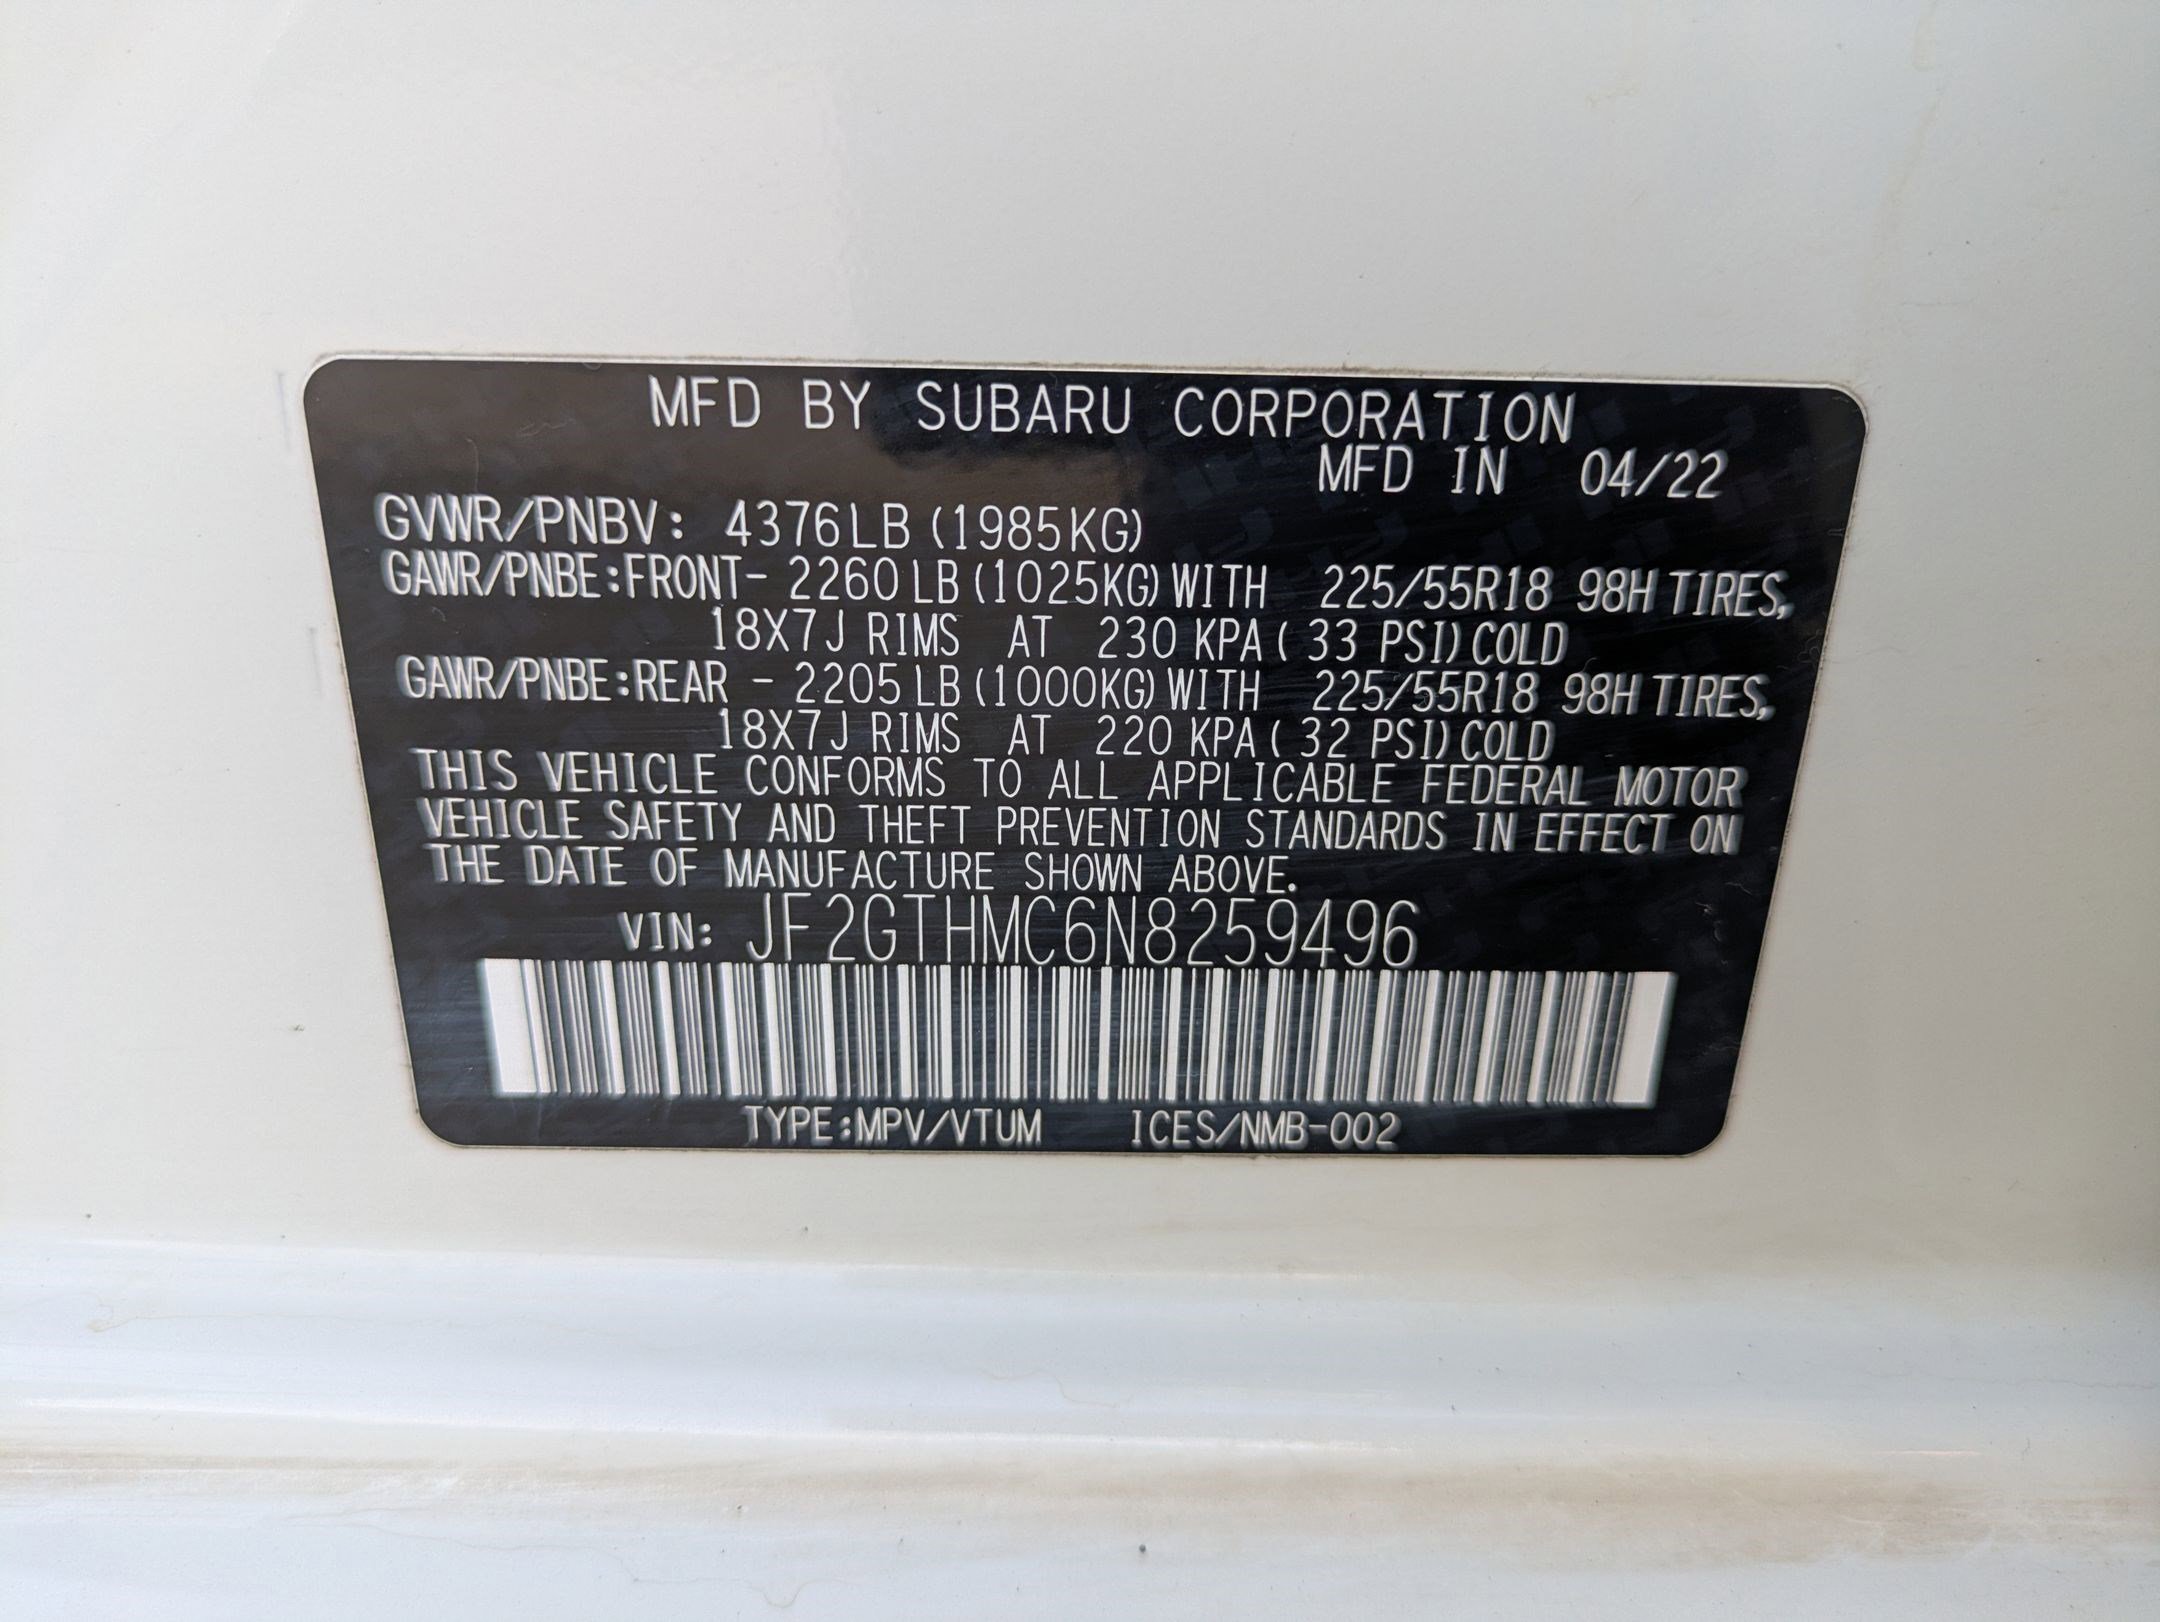 MFD BY SUBARU CORPORATION
MFD IN 04/22
GVWR/PNBV: 4376LB (1985KG)
GAWR/PNBE:FRONT- 2260LB (1025KG) WITH 225/55R18 98H TIRES,
18X7J RIMS AT 230 KPA ( 33 PSI) COLD
GAWR/PNBE:REAR - 2205LB (1000KG) WITH 225/55R18 98H TIRES,
18X7J RIMS AT 220 KPA ( 32 PSI) COLD
THIS VEHICLE CONFORMS TO ALL APPLICABLE FEDERAL MOTOR
VEHICLE SAFETY AND THEFT PREVENTION STANDARDS IN EFFECT ON
THE DATE OF MANUFACTURE SHOWN ABOVE.
VIN: JF2GTHMC6N8259496
TYPE:MPV/VTUM ICES/NMB-002